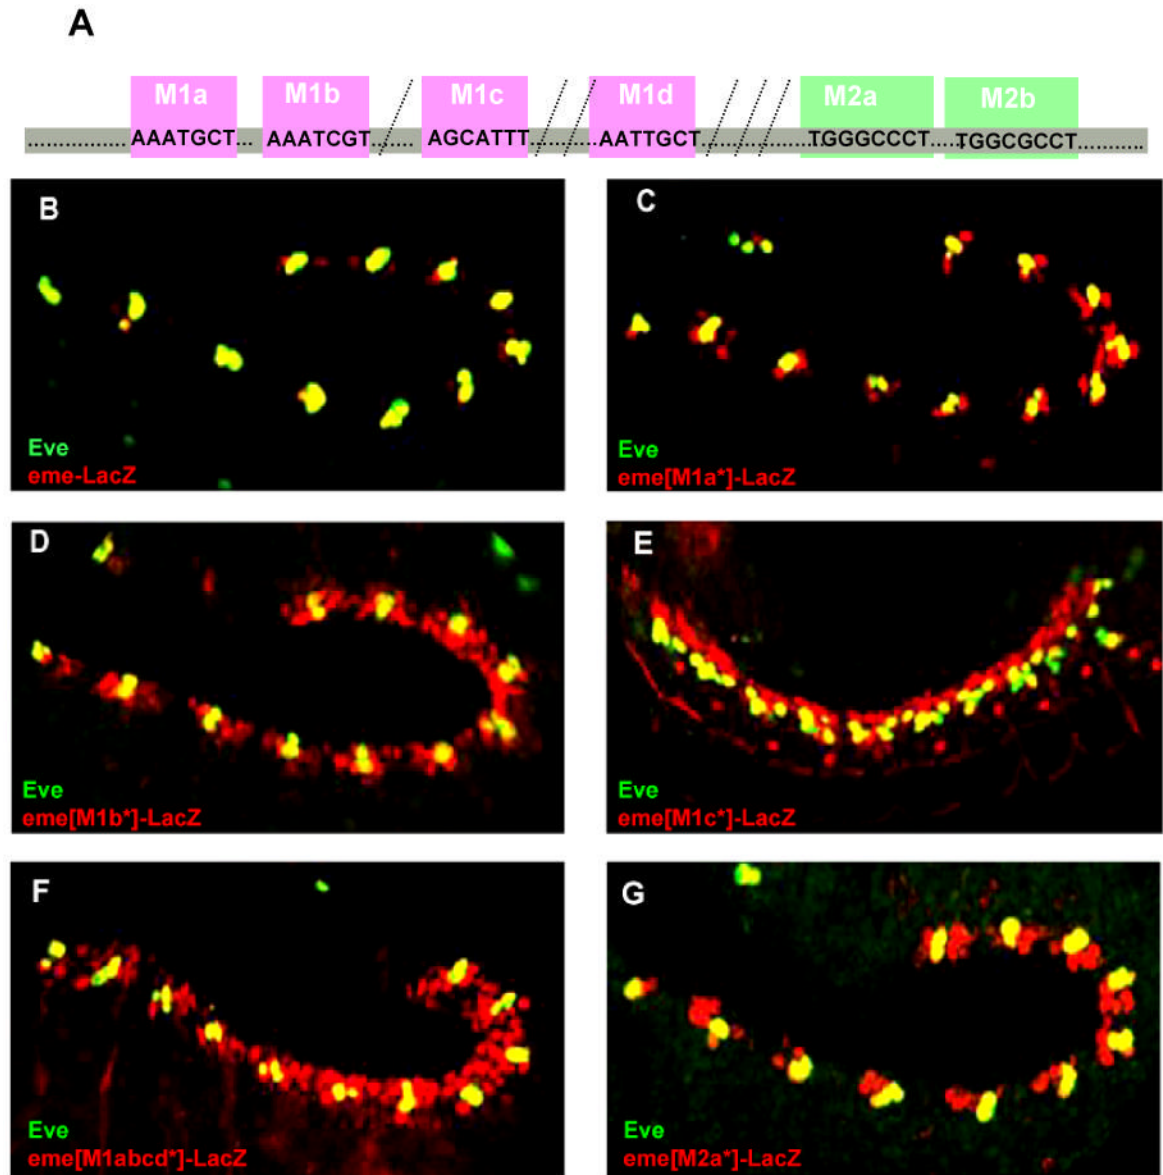 A
M1a M1b M1c M1d M2a M2b
................AAATGCT... AAATCGT....... AGCATTT...........AATTGCT..................TGGGCCCT.....TGGCGCCT...........
B
Eve
eme-LacZ
C
Eve
eme[M1a*]-LacZ
D
Eve
eme[M1b*]-LacZ
E
Eve
eme[M1c*]-LacZ
F
Eve
eme[M1abcd*]-LacZ
G
Eve
eme[M2a*]-LacZ